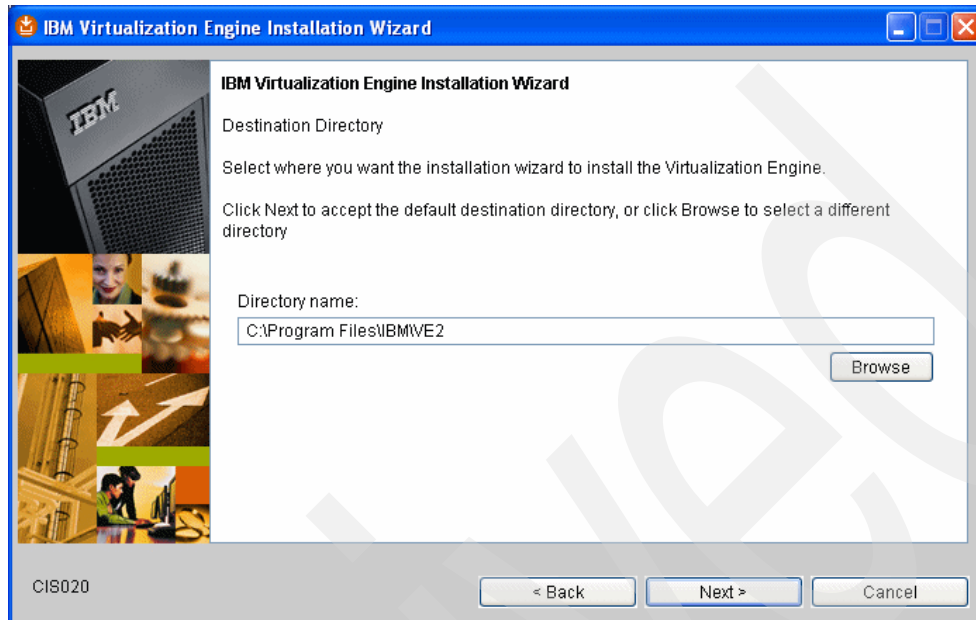 IBM Virtualization Engine Installation Wizard
IBM
IBM Virtualization Engine Installation Wizard
Destination Directory
Select where you want the installation wizard to install the Virtualization Engine.
Click Next to accept the default destination directory, or click Browse to select a different
directory
Directory name:
C:\Program Files\IBM\VE2
Browse
CIS020
< Back
Next >
Cancel